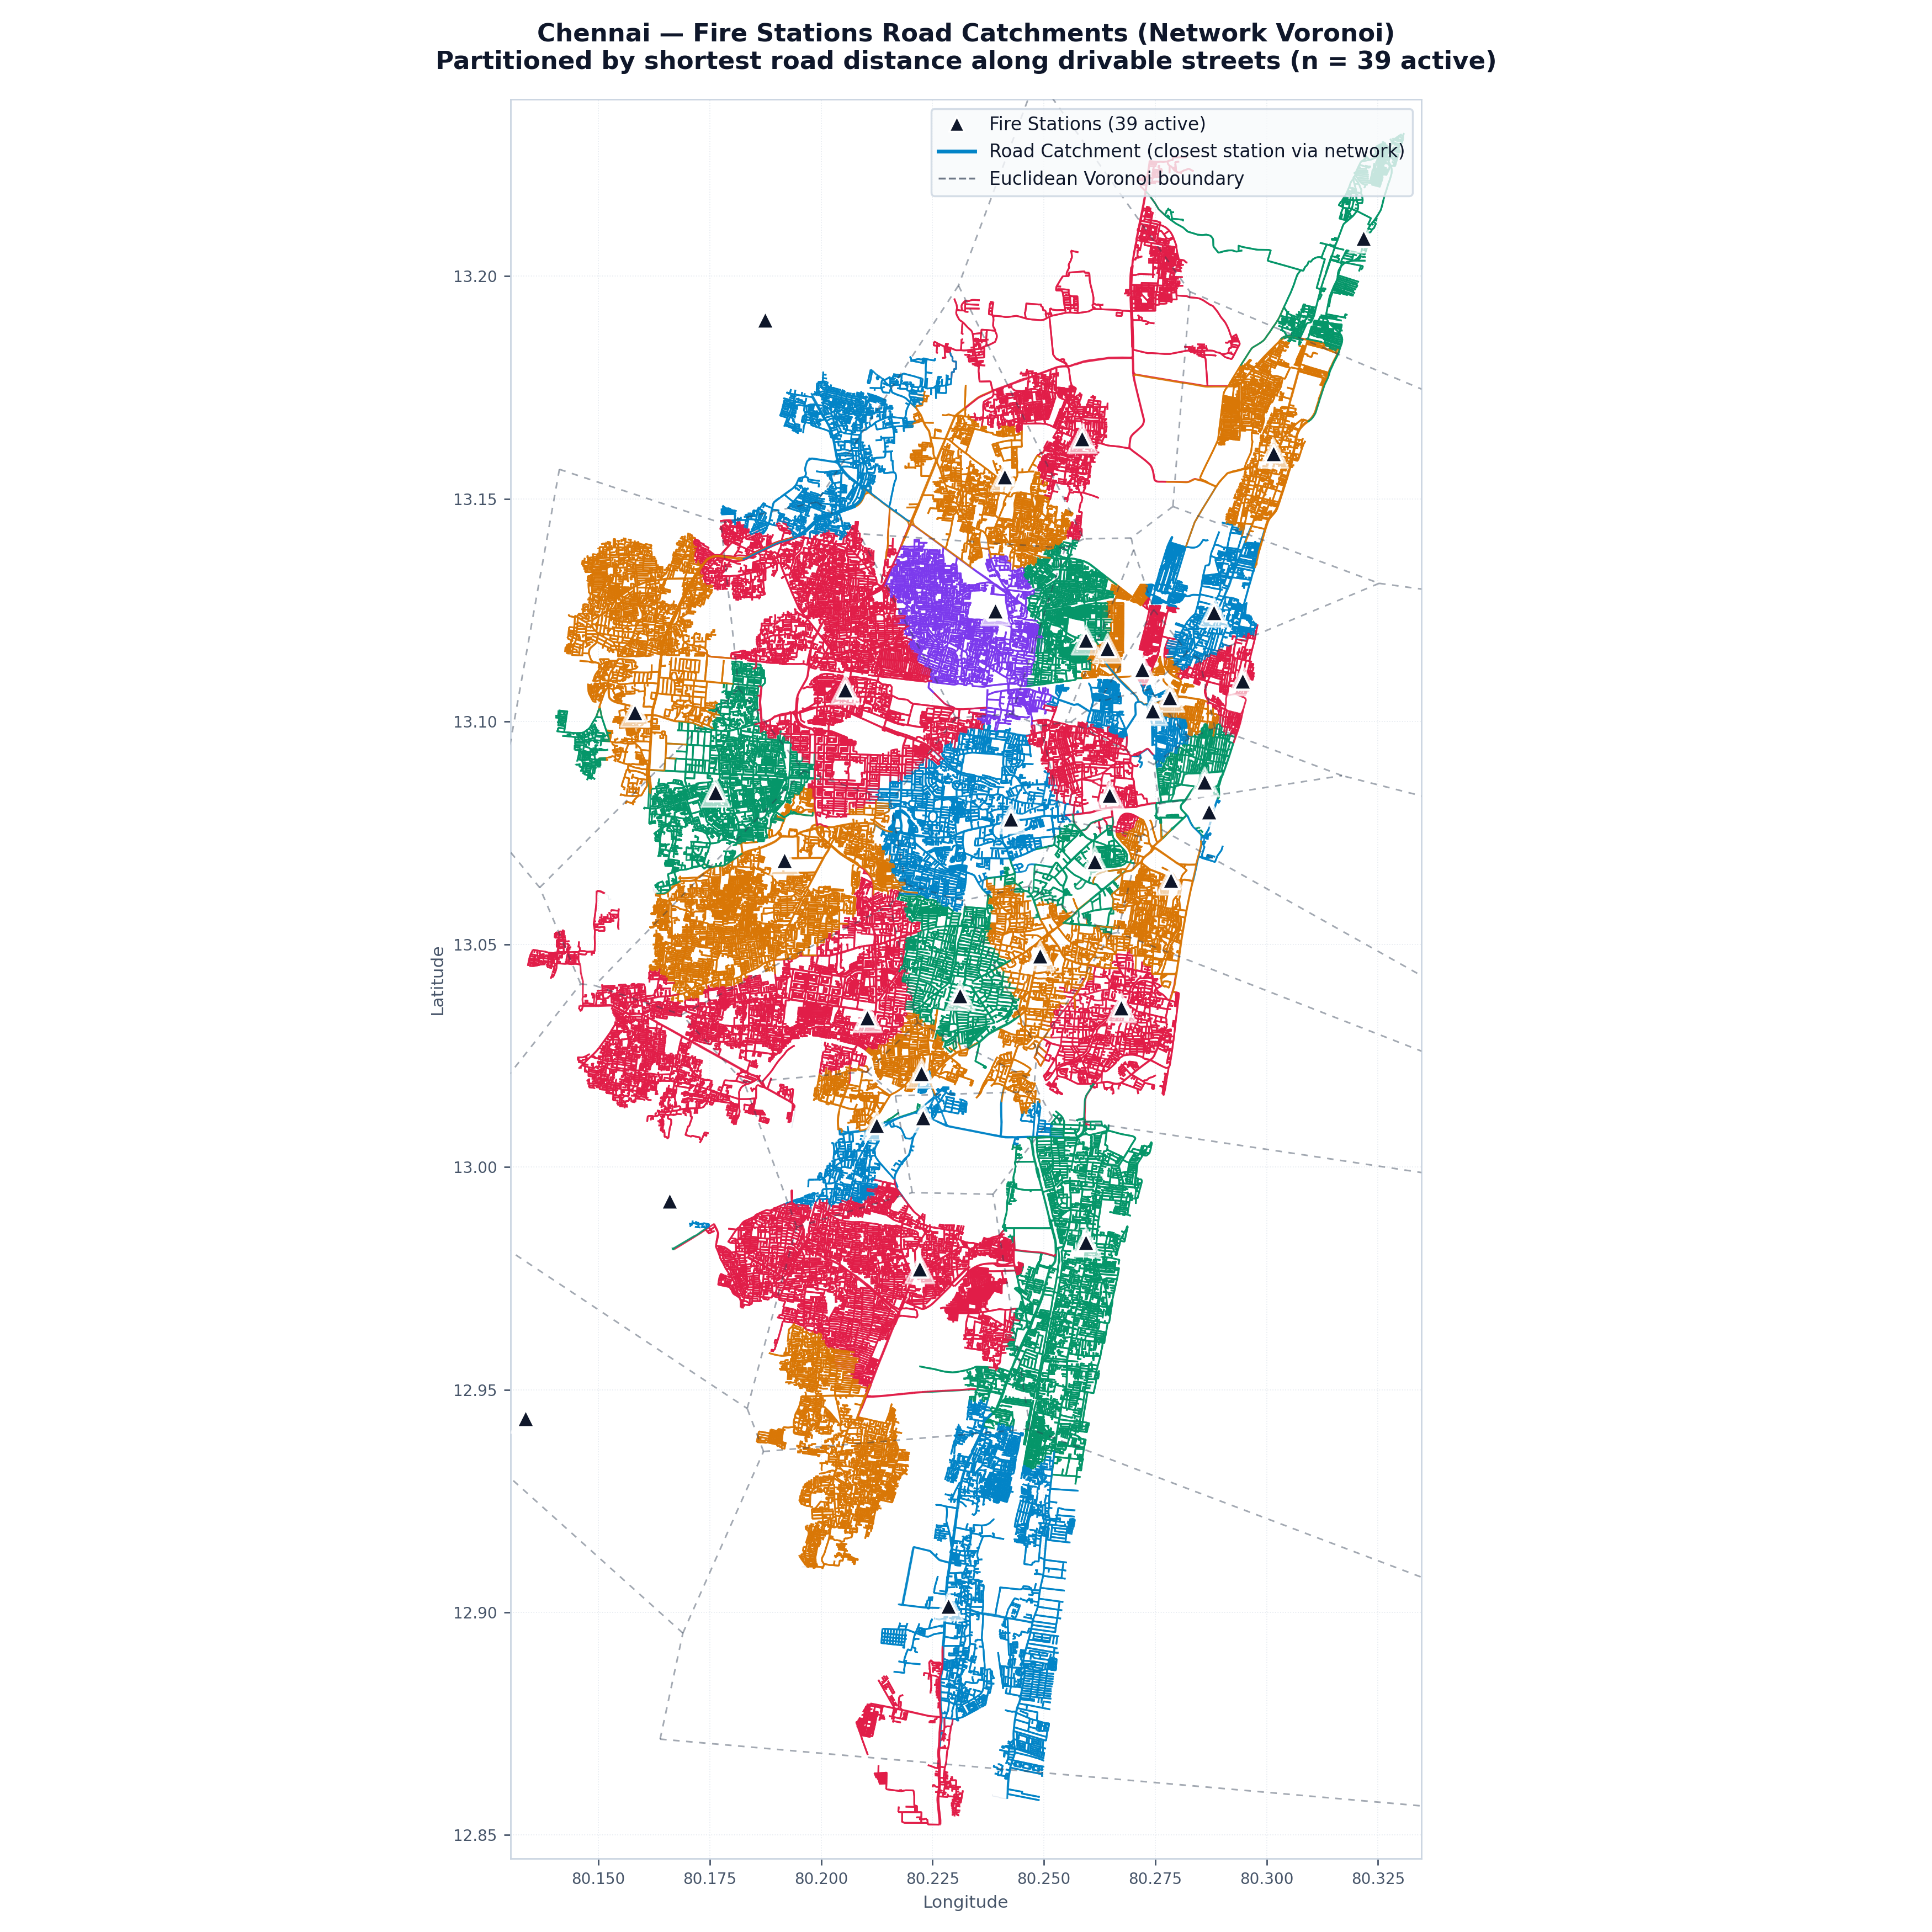 Chennai — Fire Stations Road Catchments (Network Voronoi)
Partitioned by shortest road distance along drivable streets (n = 39 active)
Fire Stations (39 active)
Road Catchment (closest station via network)
Euclidean Voronoi boundary
13.20
13.15
13.10
13.05
13.00
12.95
12.90
12.85
Latitude
80.150
80.175
80.200
80.225
80.250
80.275
80.300
80.325
Longitude